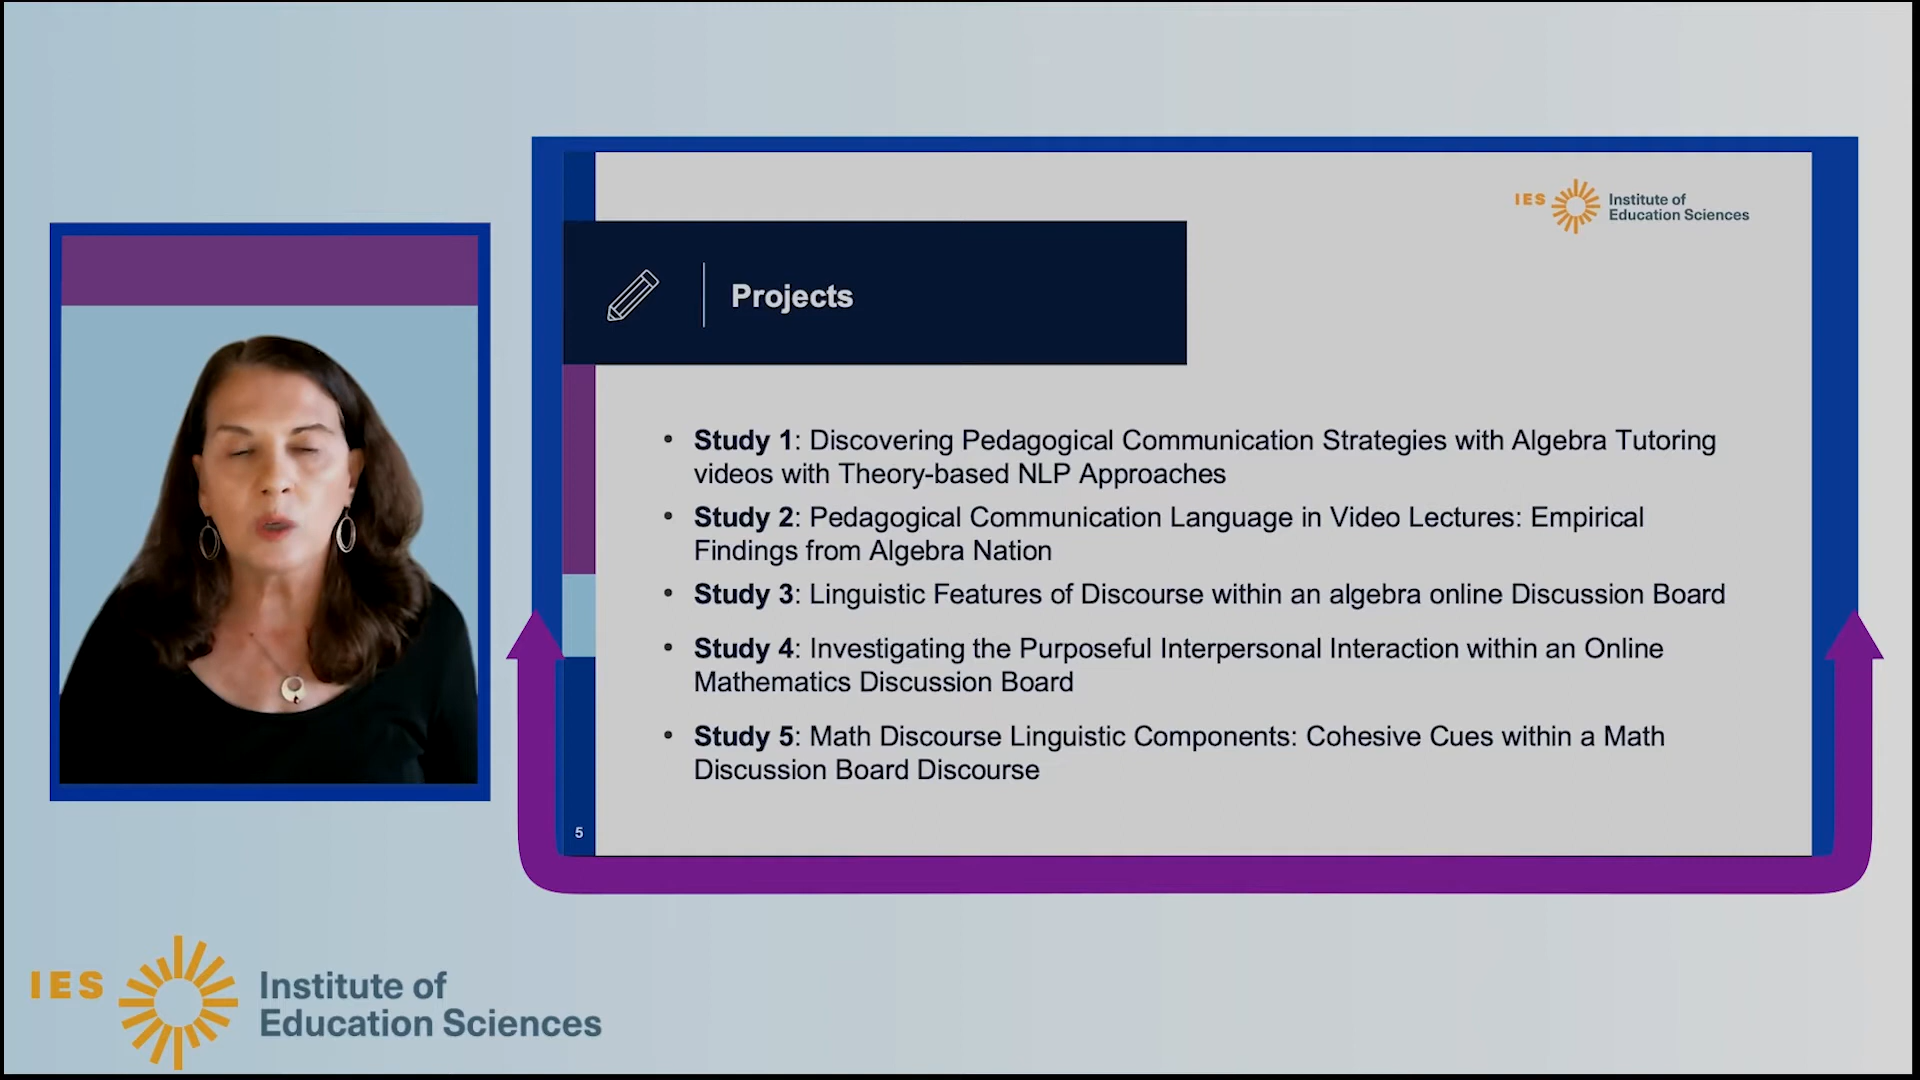 IES Institute of
Education Sciences
Projects
• Study 1: Discovering Pedagogical Communication Strategies with Algebra Tutoring
videos with Theory-based NLP Approaches
• Study 2: Pedagogical Communication Language in Video Lectures: Empirical
Findings from Algebra Nation
• Study 3: Linguistic Features of Discourse within an algebra online Discussion Board
• Study 4: Investigating the Purposeful Interpersonal Interaction within an Online
Mathematics Discussion Board
• Study 5: Math Discourse Linguistic Components: Cohesive Cues within a Math
Discussion Board Discourse
5
IES Institute of
Education Sciences